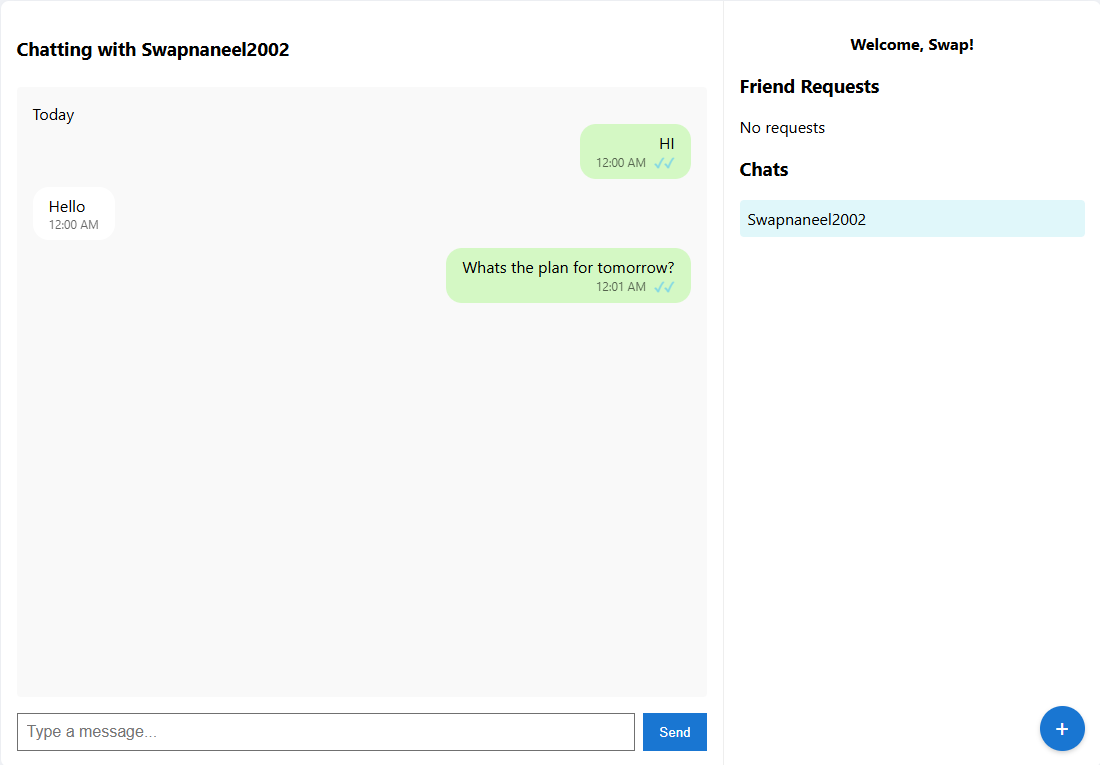 Chatting with Swapnaneel2002
Today
HI
12:00 AM ✓✓
Hello
12:00 AM
Whats the plan for tomorrow?
12:01 AM ✓✓
Type a message...
Send
Welcome, Swap!
Friend Requests
No requests
Chats
Swapnaneel2002
+